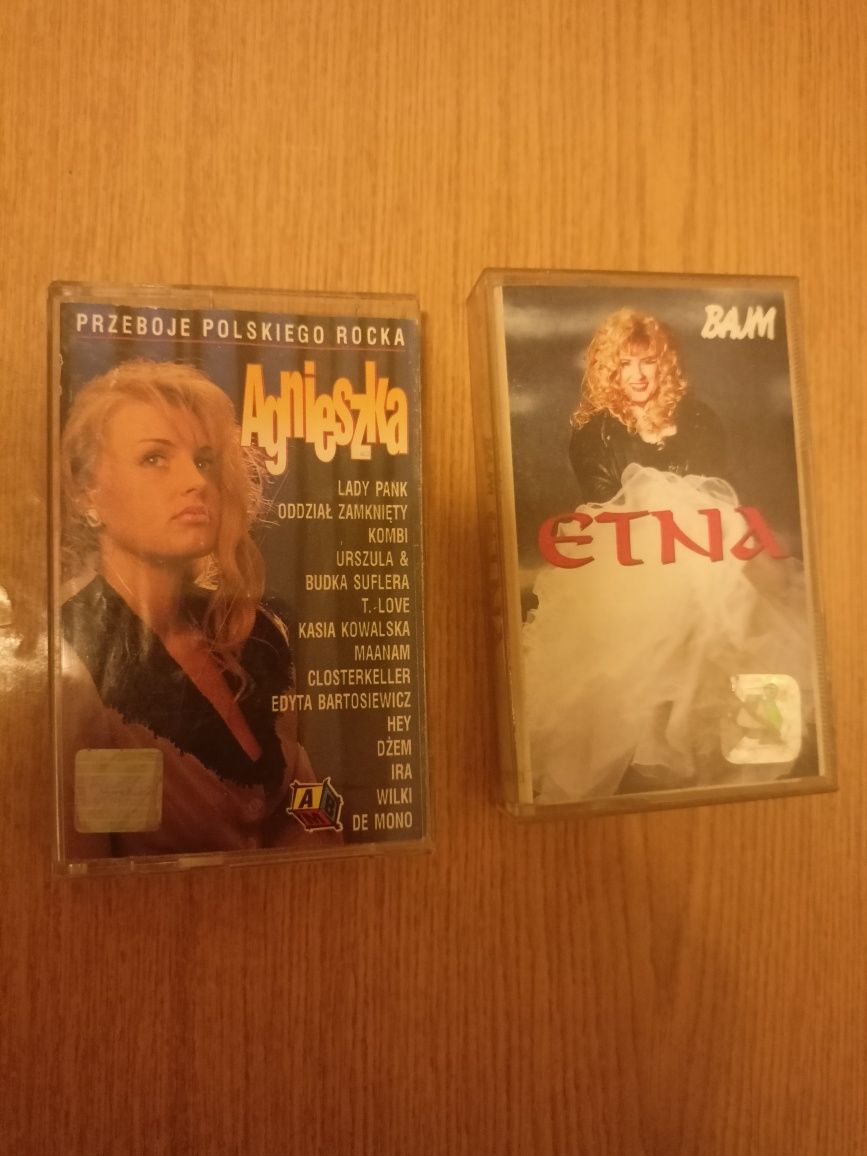 PRZEBOJE POLSKIEGO ROCKA
Agnieszka
LADY PANK
ODDZIAŁ ZAMKNIĘTY
KOMBI
URSZULA &
BUDKA SUFLERA
T. LOVE
KASIA KOWALSKA
MAANAM
CLOSTERKELLER
EDYTA BARTOSIEWICZ
HEY
DŻEM
IRA
WILKI
DE MONO
A B
M
BAJM
ETNA